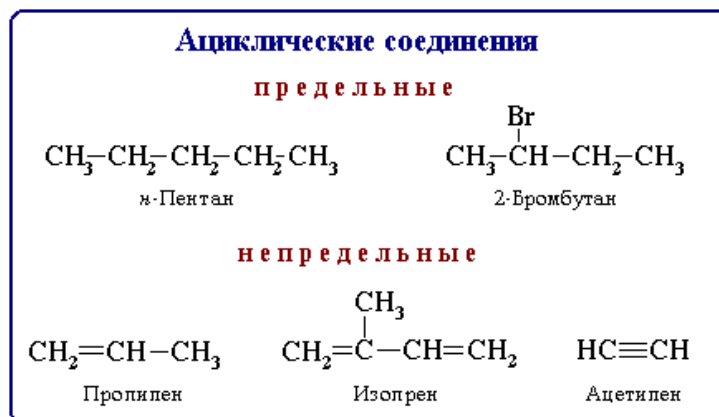 Ациклические соединения
предельные
Br
CH₃–CH₂–CH₂–CH₂–CH₃
CH₃–CH–CH₂–CH₃
н-Пентан
2-Бромбутан
непредельные
CH₃
CH₂=CH–CH₃
CH₂=C–CH=CH₂
HC≡CH
Пропилен
Изопрен
Ацетилен